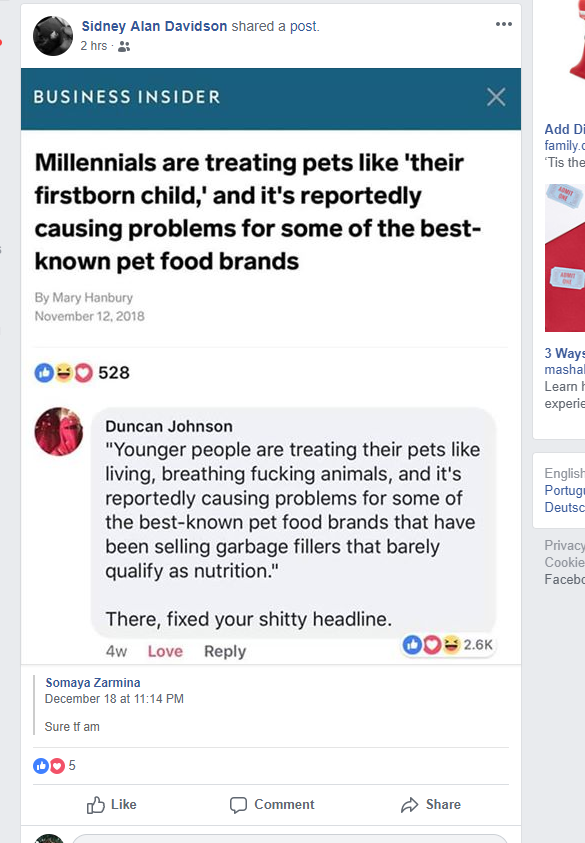 Sidney Alan Davidson shared a post.
2 hrs ·
BUSINESS INSIDER
Millennials are treating pets like 'their
firstborn child,' and it's reportedly
causing problems for some of the best-
known pet food brands
By Mary Hanbury
November 12, 2018
528
Duncan Johnson
"Younger people are treating their pets like
living, breathing fucking animals, and it's
reportedly causing problems for some of
the best-known pet food brands that have
been selling garbage fillers that barely
qualify as nutrition."
There, fixed your shitty headline.
4w Love Reply
2.6K
Somaya Zarmina
December 18 at 11:14 PM
Sure tf am
5
Like Comment Share
Add Di
family.c
'Tis the
ADMIT
ONE
ADMIT
ONE
3 Ways
mashal
Learn h
experie
English
Portugu
Deutsc
Privacy
Cookie
Facebo